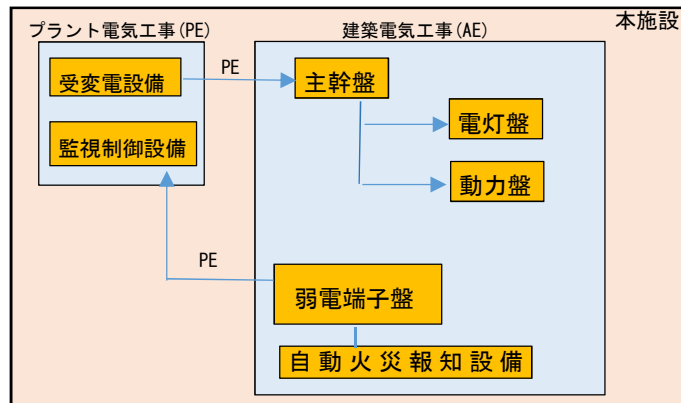 本施設
プラント電気工事(PE)
建築電気工事(AE)
受変電設備
PE
主幹盤
電灯盤
監視制御設備
動力盤
PE
弱電端子盤
自動火災報知設備